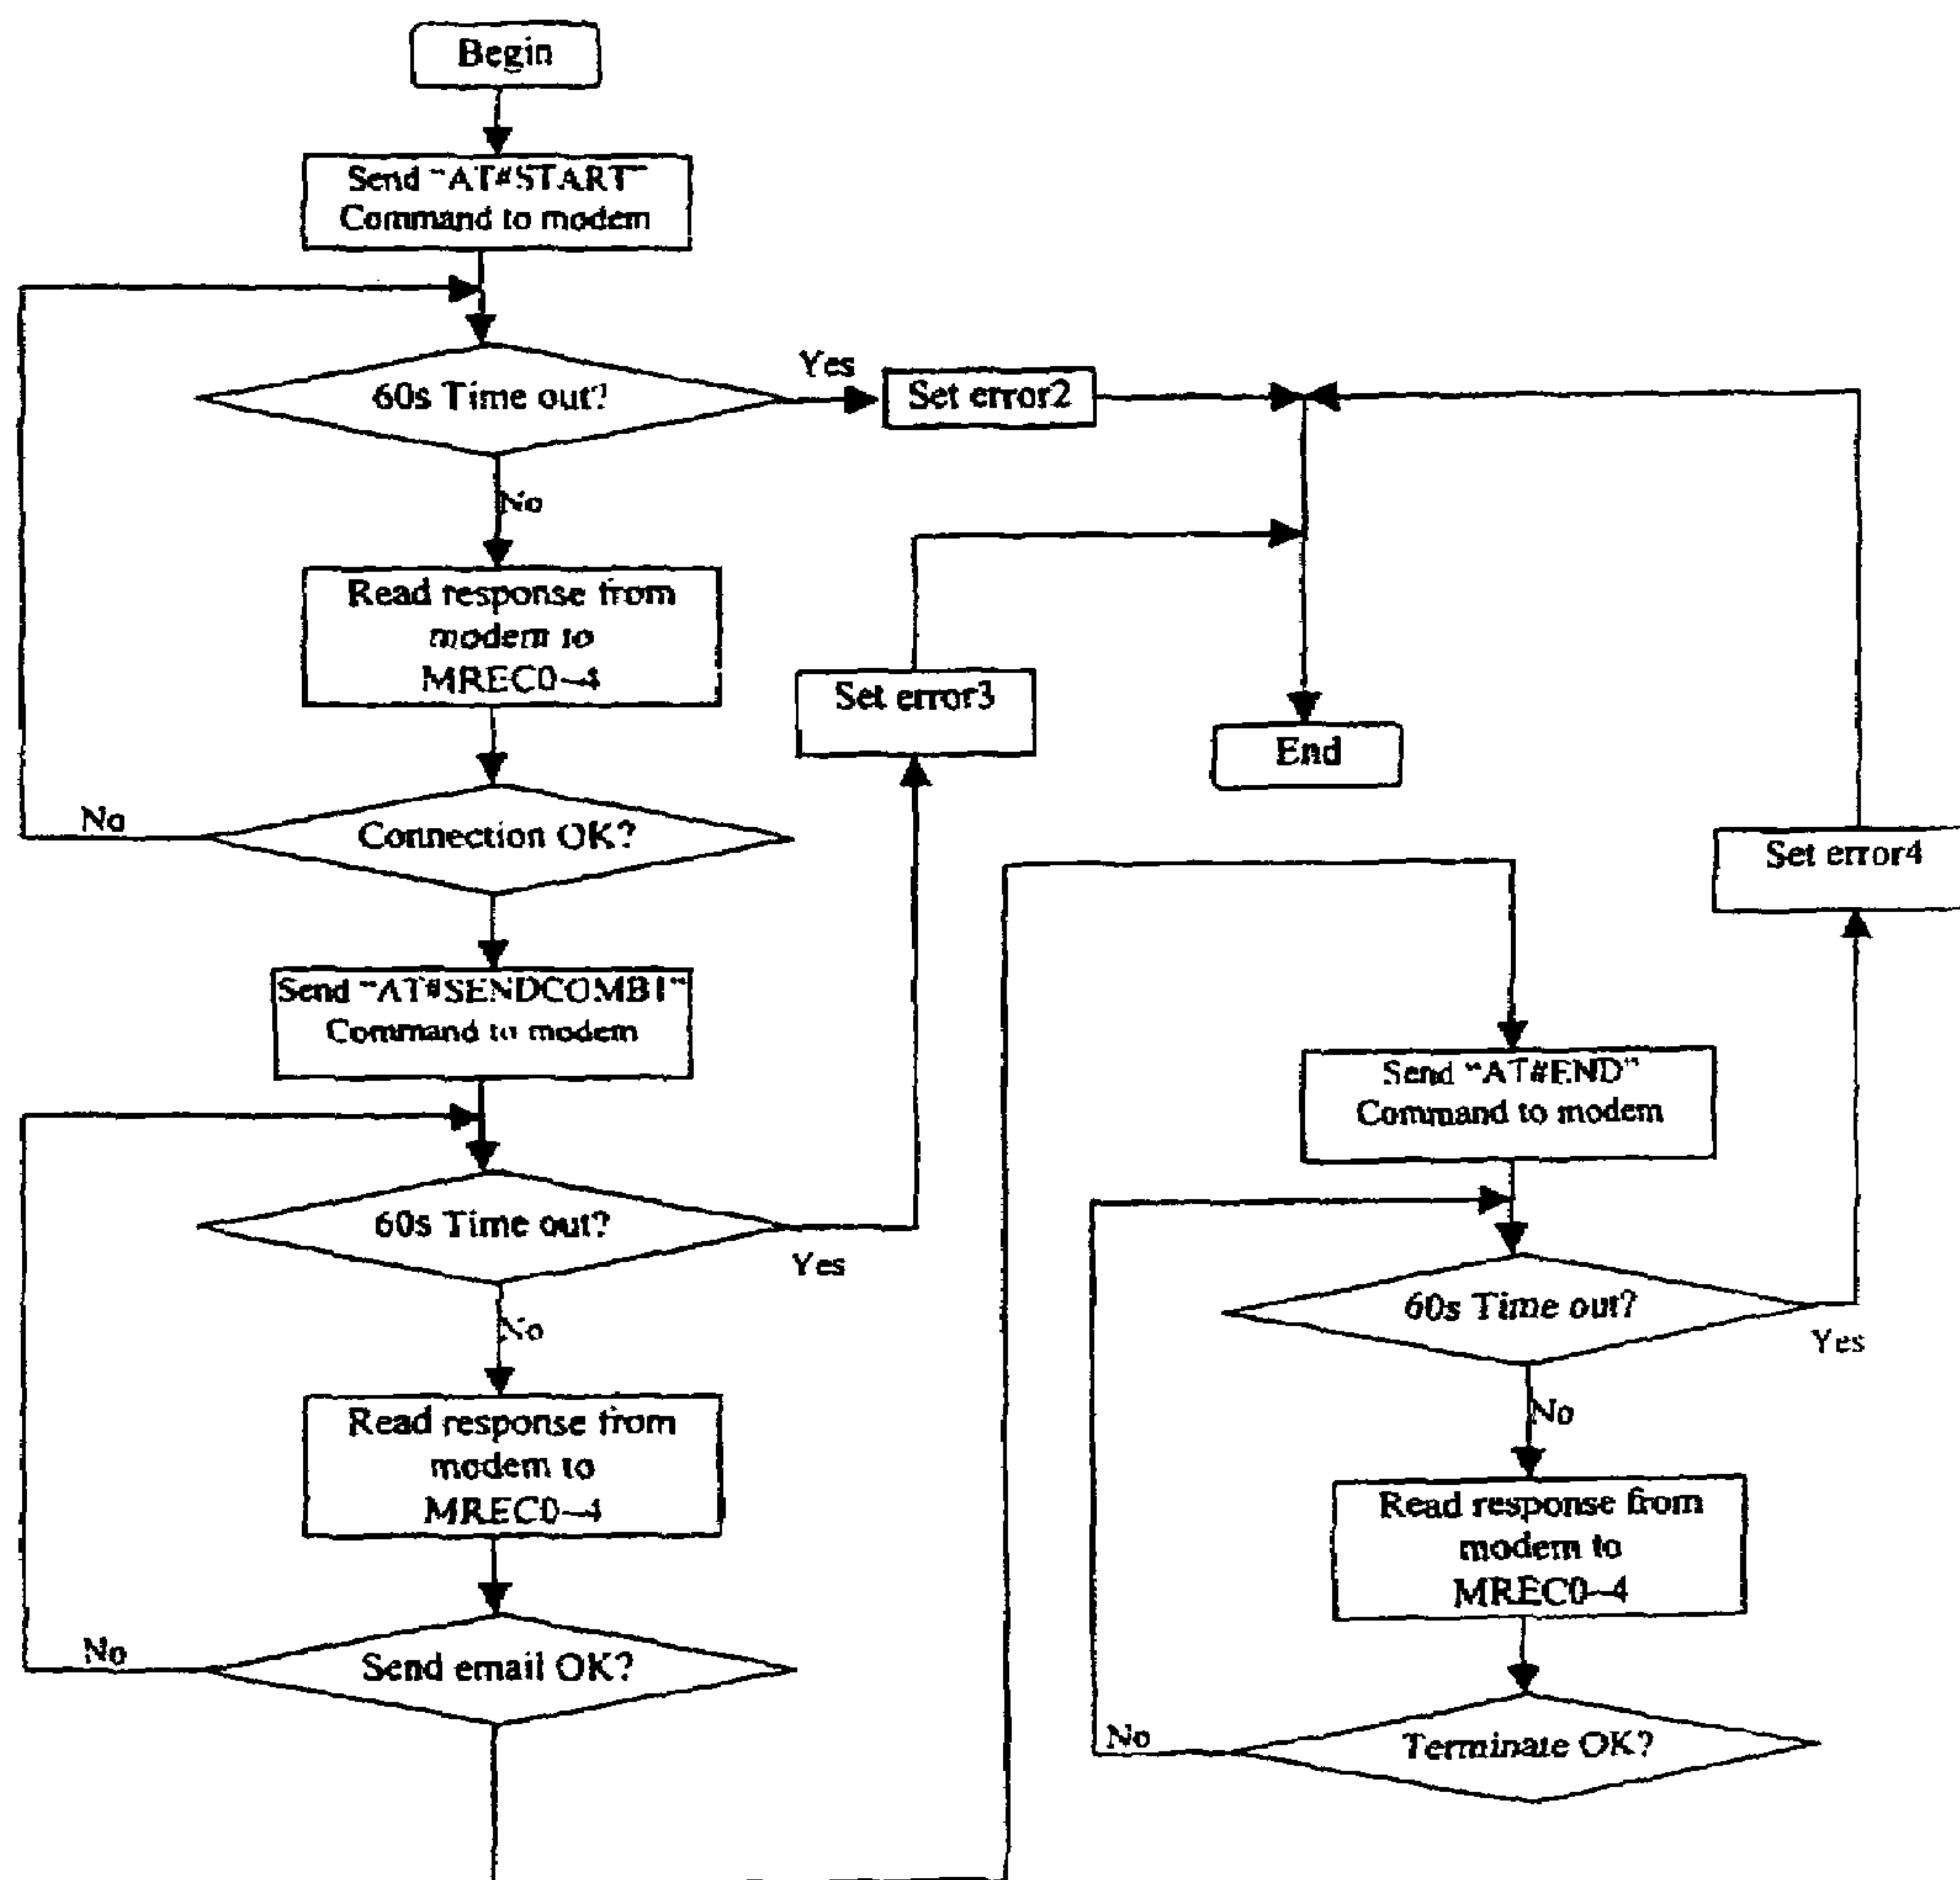 Begin
Send "AT#START"
Command to modem
60s Time out?
Yes
Set error2
No
Read response from
modem to
MREC0~4
Set error3
End
No
Connection OK?
Set error4
Send "AT#SENDCOMB1"
Command to modem
Send "AT#END"
Command to modem
60s Time out?
Yes
No
60s Time out?
Yes
No
Read response from
modem to
MREC0~4
Read response from
modem to
MREC0~4
No
Send email OK?
No
Terminate OK?